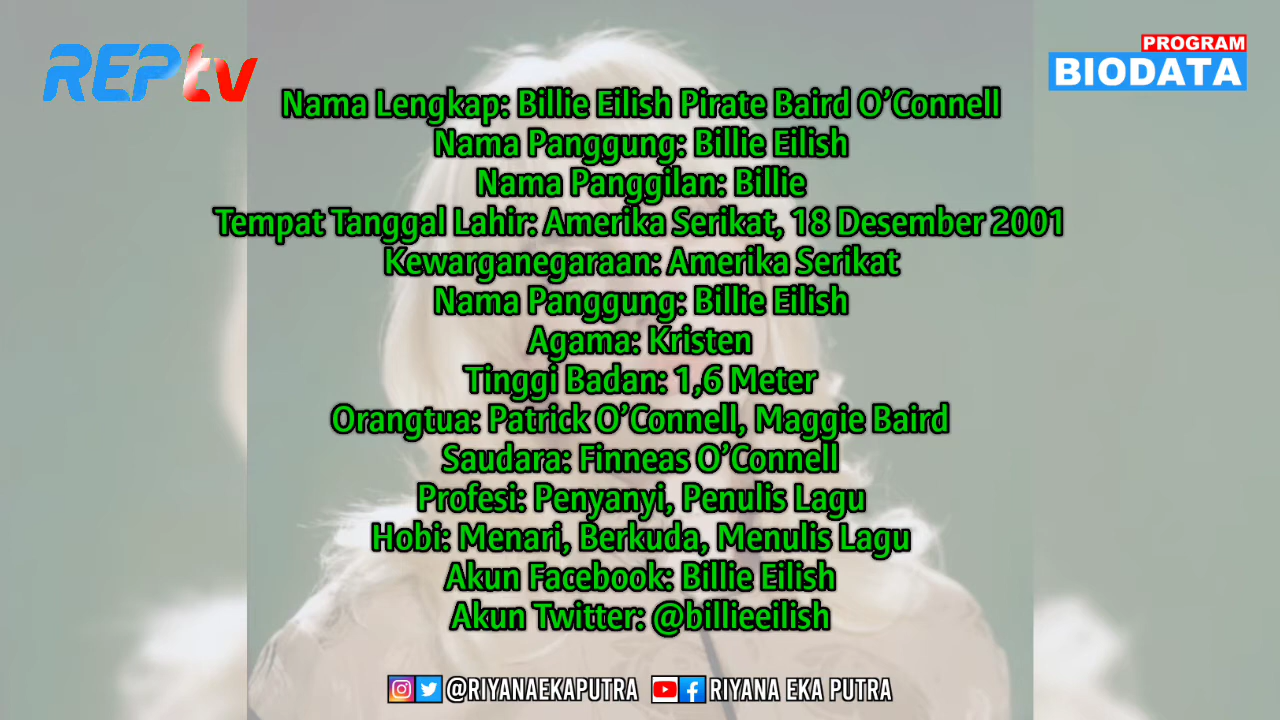 REPtv
PROGRAM
BIODATA
Nama Lengkap: Billie Eilish Pirate Baird O’Connell
Nama Panggung: Billie Eilish
Nama Panggilan: Billie
Tempat Tanggal Lahir: Amerika Serikat, 18 Desember 2001
Kewarganegaraan: Amerika Serikat
Nama Panggung: Billie Eilish
Agama: Kristen
Tinggi Badan: 1,6 Meter
Orangtua: Patrick O’Connell, Maggie Baird
Saudara: Finneas O’Connell
Profesi: Penyanyi, Penulis Lagu
Hobi: Menari, Berkuda, Menulis Lagu
Akun Facebook: Billie Eilish
Akun Twitter: @billieeilish
@RIYANAEKAPUTRA RIYANA EKA PUTRA